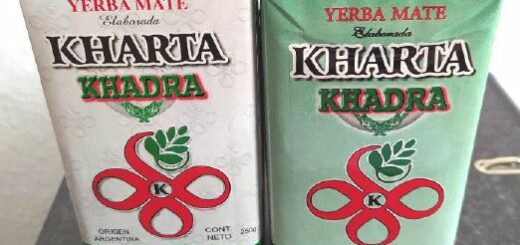 YERBA MATE
Elaborada
KHARTA
KHADRA
K
ORIGEN
ARGENTINA
CONT.
NETO
YERBA MATE
Elaborada
KHARTA
KHADRA
K